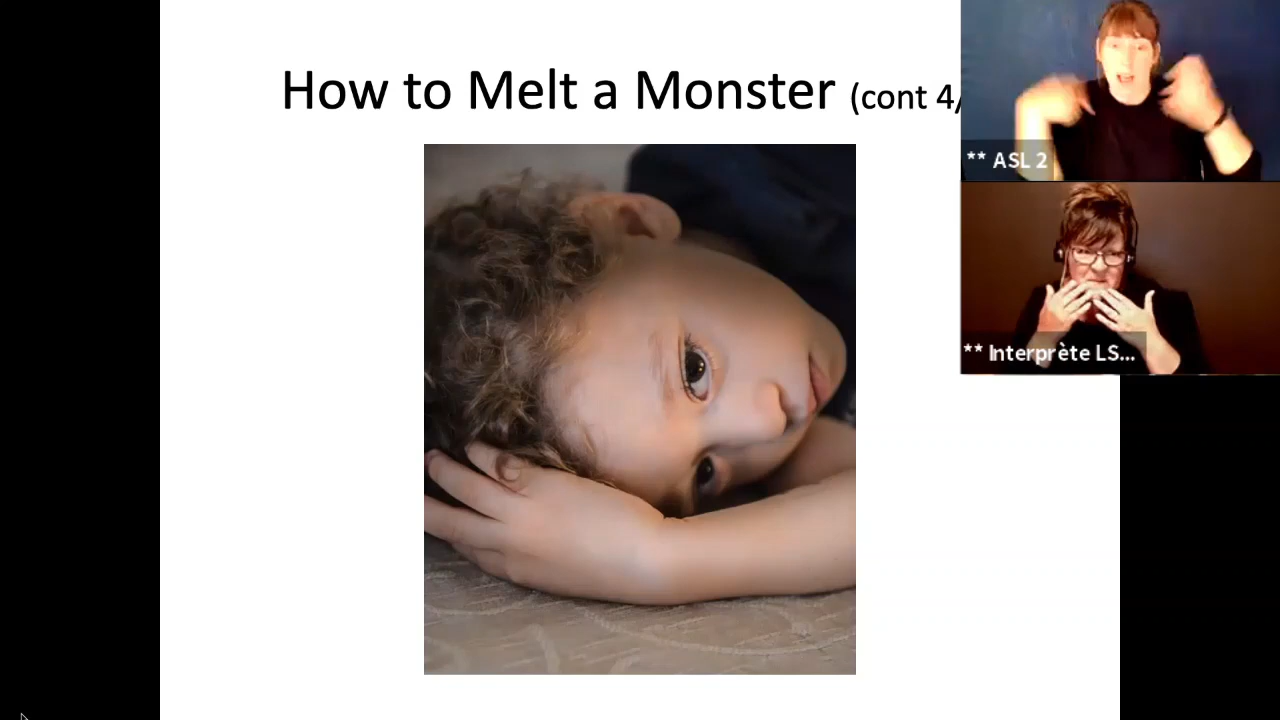 How to Melt a Monster (cont 4/
** ASL 2
** Interprète LS...